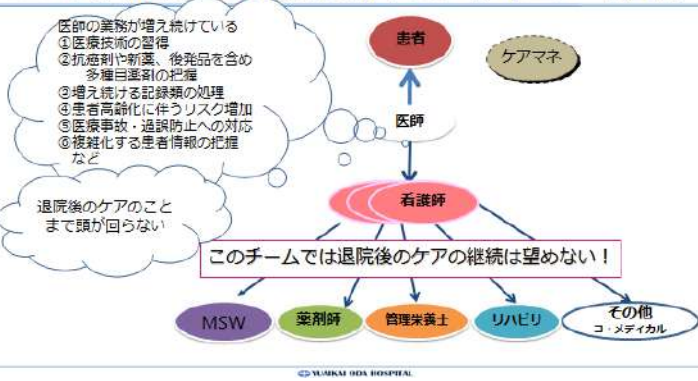 医師の業務が増え続けている
①医療技術の習得
②抗癌剤や新薬、後発品を含め
多種目薬剤の把握
③増え続ける記録類の処理
④患者高齢化に伴うリスク増加
⑤医療事故・過誤防止への対応
⑥複雑化する患者情報の把握
など
退院後のケアのこと
まで頭が回らない
患者
ケアマネ
医師
看護師
このチームでは退院後のケアの継続は望めない！
MSW
薬剤師
管理栄養士
リハビリ
その他
コ・メディカル
YUAIKAI ODA HOSPITAL